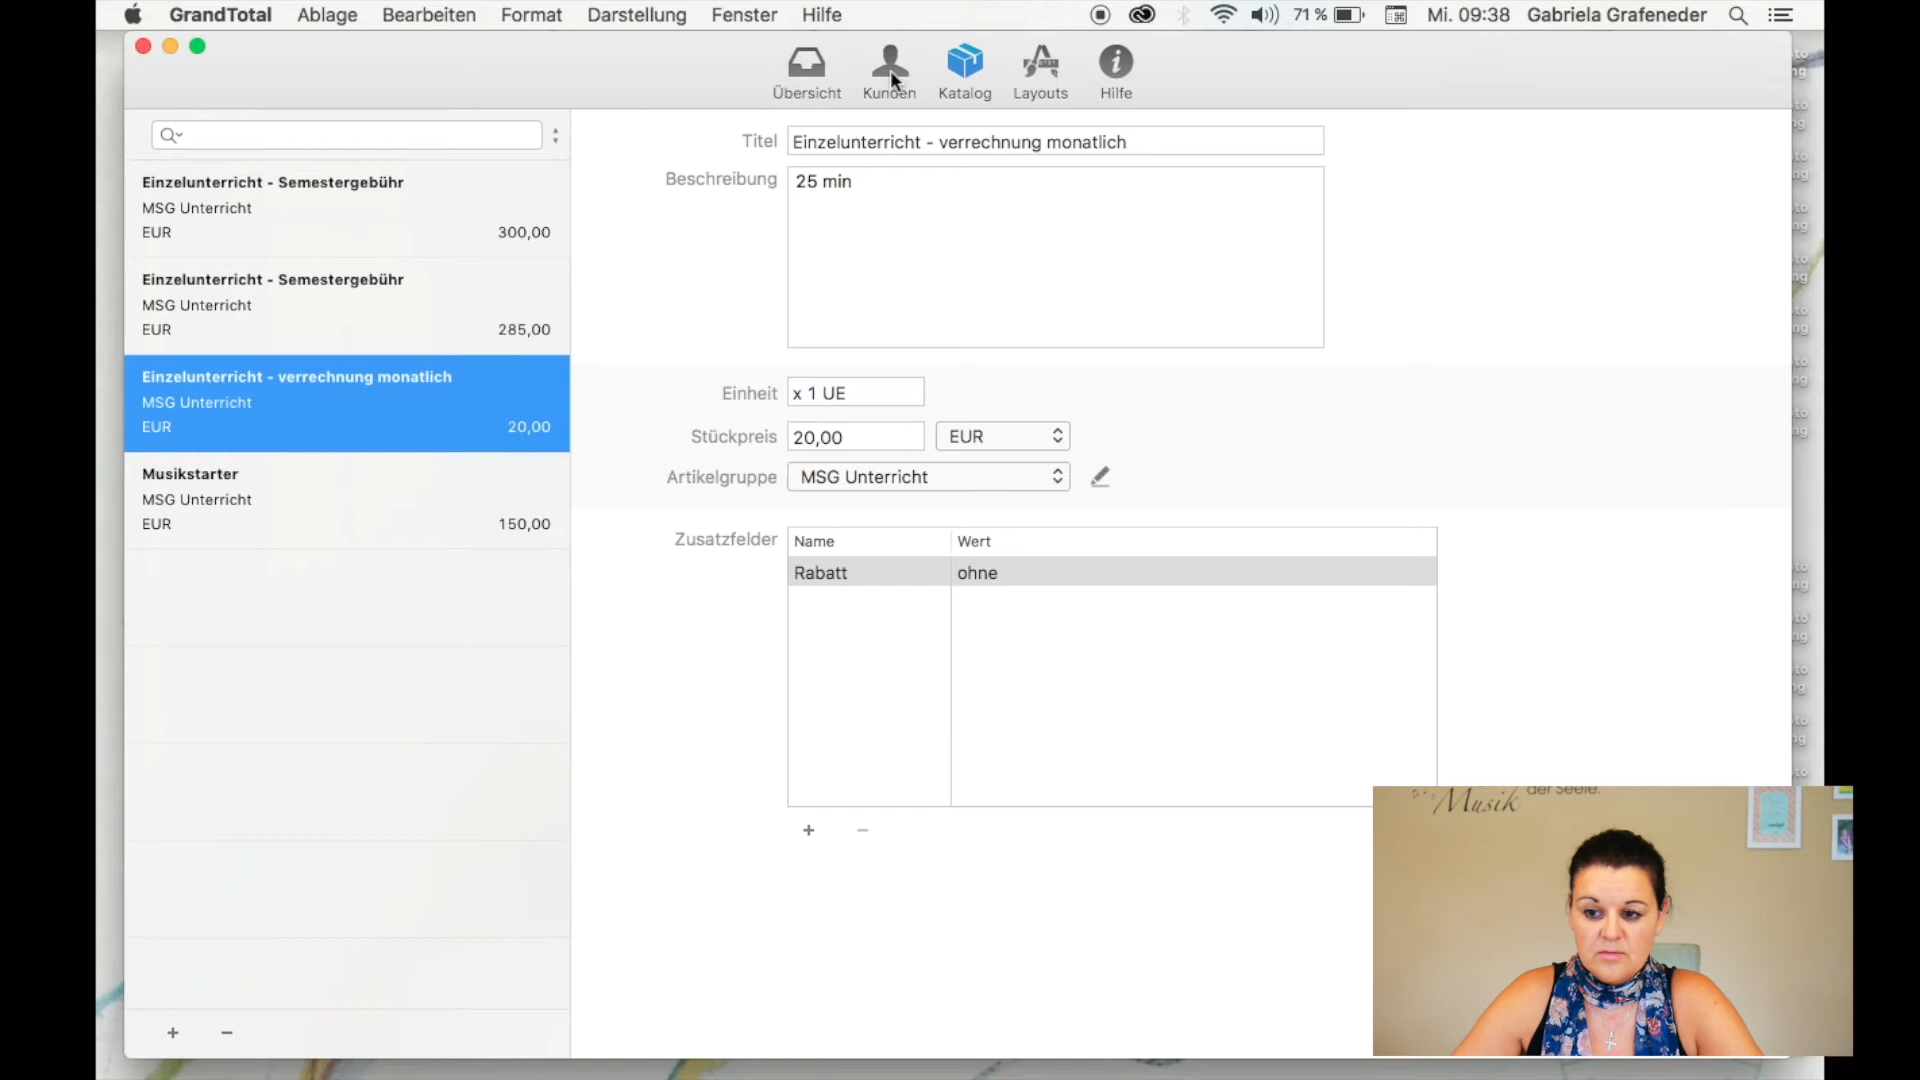 GrandTotal Ablage Bearbeiten Format Darstellung Fenster Hilfe 71 % Mi. 09:38 Gabriela Grafeneder
Übersicht Kunden Katalog Layouts Hilfe
Einzelunterricht - Semestergebühr
MSG Unterricht
EUR 300,00
Einzelunterricht - Semestergebühr
MSG Unterricht
EUR 285,00
Einzelunterricht - verrechnung monatlich
MSG Unterricht
EUR 20,00
Musikstarter
MSG Unterricht
EUR 150,00
Titel Einzelunterricht - verrechnung monatlich
Beschreibung 25 min
Einheit x 1 UE
Stückpreis 20,00 EUR
Artikelgruppe MSG Unterricht
Zusatzfelder Name Wert
Rabatt ohne
Musik der Seele.